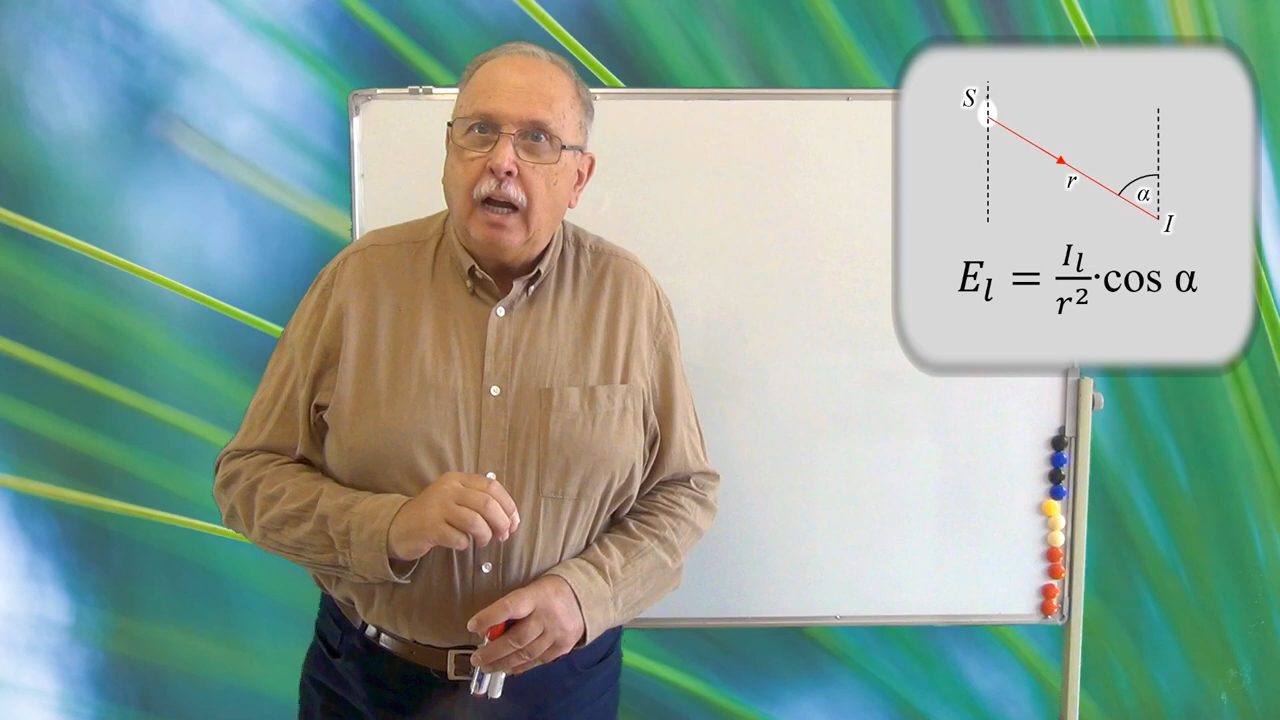 S
r
α
I
E_l = I_l/r²·cos α